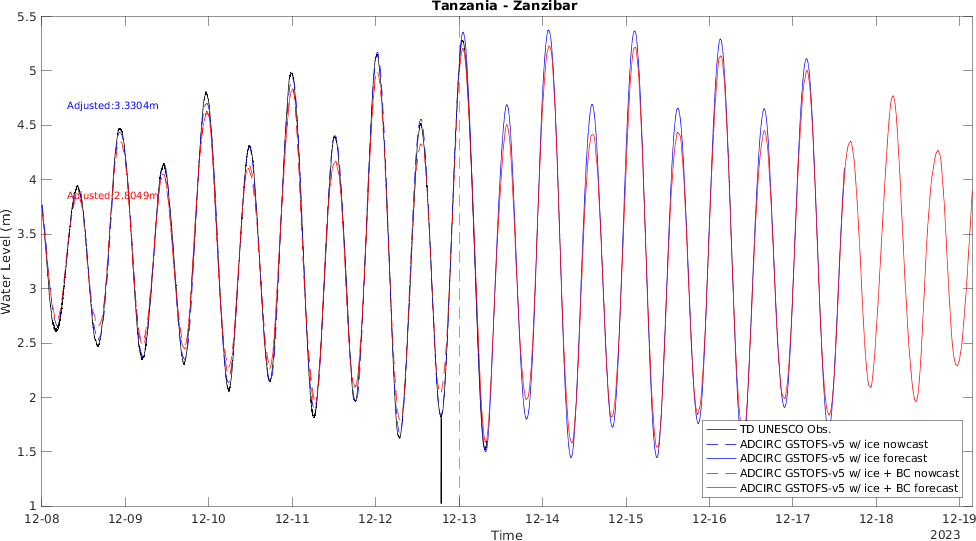 Tanzania - Zanzibar
5.5
5
4.5
4
3.5
3
2.5
2
1.5
1
Water Level (m)
Adjusted:3.3304m
Adjusted:2.8049m
TD UNESCO Obs.
ADCIRC GSTOFS-v5 w/ ice nowcast
ADCIRC GSTOFS-v5 w/ ice forecast
ADCIRC GSTOFS-v5 w/ ice + BC nowcast
ADCIRC GSTOFS-v5 w/ ice + BC forecast
12-08 12-09 12-10 12-11 12-12 12-13 12-14 12-15 12-16 12-17 12-18 12-19
Time
2023